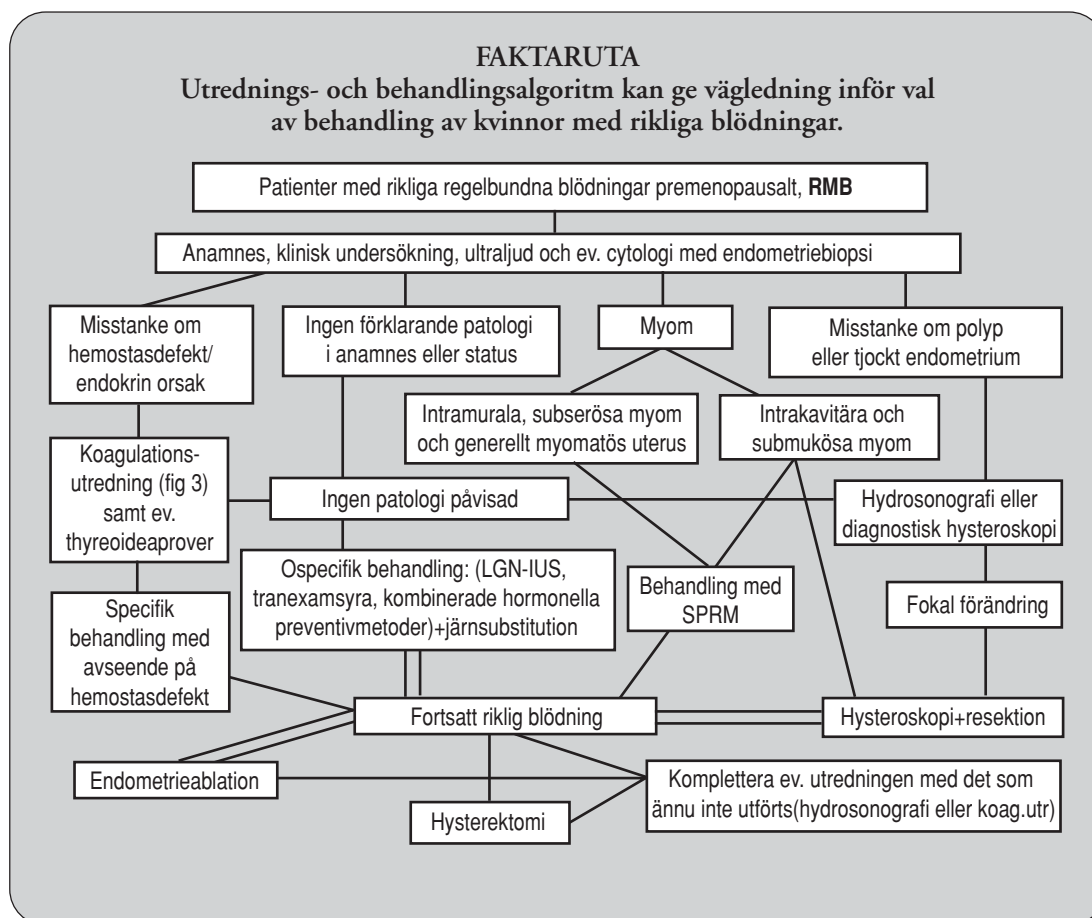 FAKTARUTA
Utrednings- och behandlingsalgoritm kan ge vägledning inför val
av behandling av kvinnor med rikliga blödningar.
Patienter med rikliga regelbundna blödningar premenopausalt, RMB
Anamnes, klinisk undersökning, ultraljud och ev. cytologi med endometriebiopsi
Misstanke om
hemostasdefekt/
endokrin orsak
Ingen förklarande patologi
i anamnes eller status
Myom
Misstanke om polyp
eller tjockt endometrium
Intramurala, subserösa myom
och generellt myomatös uterus
Intrakavitära och
submukösa myom
Koagulations-
utredning (fig 3)
samt ev.
thyreoideaprover
Ingen patologi påvisad
Hydrosonografi eller
diagnostisk hysteroskopi
Ospecifik behandling: (LGN-IUS,
tranexamsyra, kombinerade hormonella
preventivmetoder)+järnsubstitution
Behandling med
SPRM
Fokal förändring
Specifik
behandling med
avseende på
hemostasdefekt
Fortsatt riklig blödning
Hysteroskopi+resektion
Endometrieablation
Komplettera ev. utredningen med det som
ännu inte utförts(hydrosonografi eller koag.utr)
Hysterektomi